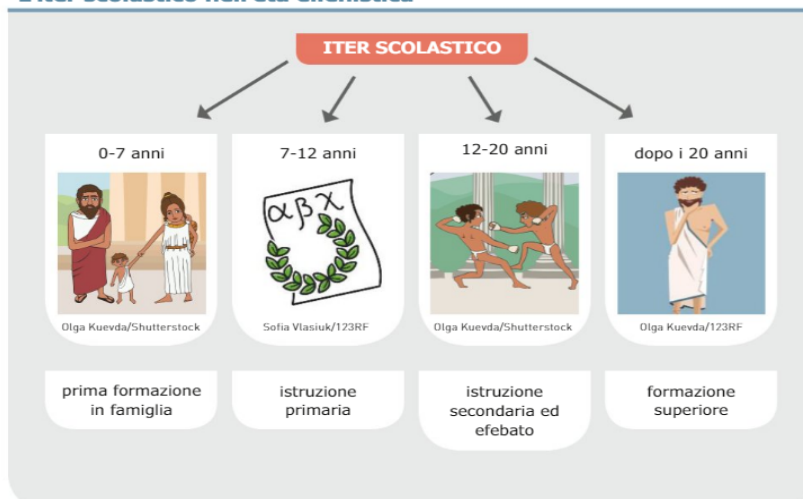 ITER SCOLASTICO
0-7 anni
7-12 anni
12-20 anni
dopo i 20 anni
αβχ
Olga Kuevda/Shutterstock
Sofia Vlasiuk/123RF
Olga Kuevda/Shutterstock
Olga Kuevda/123RF
prima formazione
in famiglia
istruzione
primaria
istruzione
secondaria ed
efebato
formazione
superiore